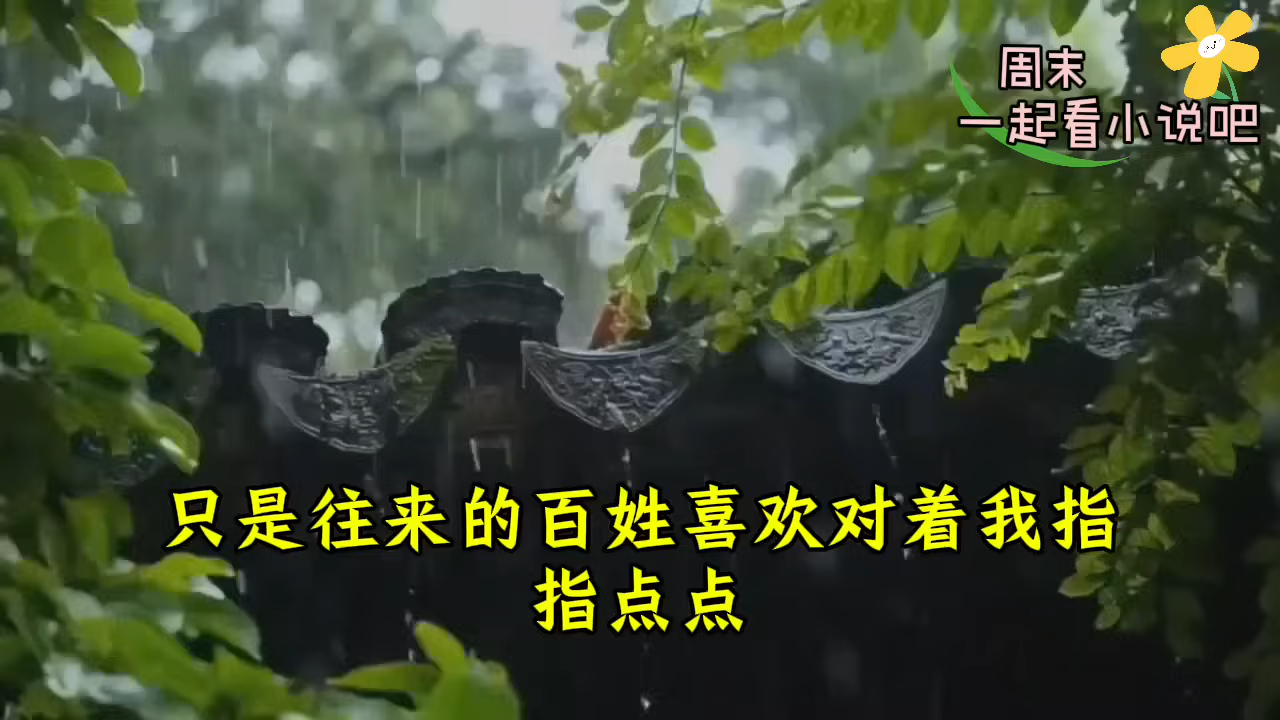 周末
一起看小说吧
只是往来的百姓喜欢对着我指
指点点